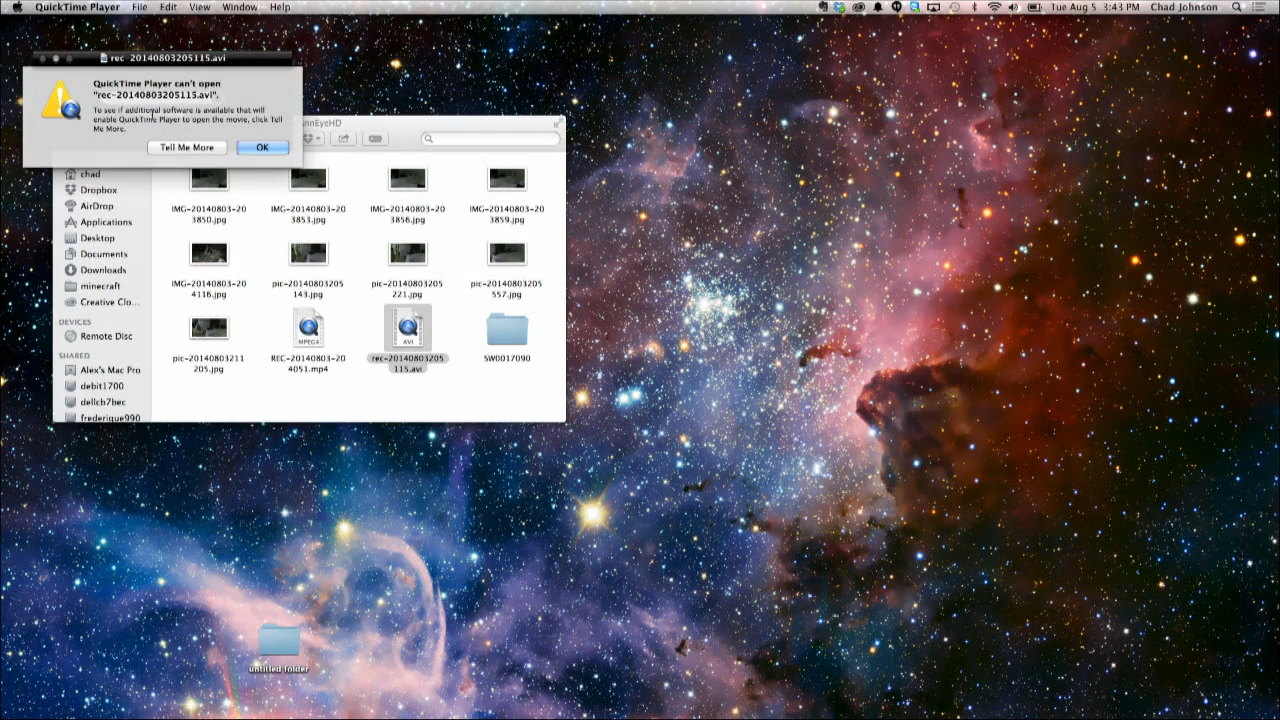 QuickTime Player File Edit View Window Help
Tue Aug 5 3:43 PM Chad Johnson
rec-20140803205115.avi
QuickTime Player can't open
"rec-20140803205115.avi".
To see if additional software is available that will
enable QuickTime Player to open the movie, click Tell
Me More.
Tell Me More OK
chad
Dropbox
AirDrop
Applications
Desktop
Documents
Downloads
minecraft
Creative Clo...
DEVICES
Remote Disc
SHARED
Alex's Mac Pro
debit1700
dellcb7bec
frederique990
IMG-20140803-20
3850.jpg
IMG-20140803-20
3853.jpg
IMG-20140803-20
3856.jpg
IMG-20140803-20
3859.jpg
IMG-20140803-20
4116.jpg
pic-201408032051
43.jpg
pic-20140803205
221.jpg
pic-20140803205
557.jpg
pic-20140803211
205.jpg
MPEG4
REC-20140803-20
4051.mp4
AVI
rec-20140803205
115.avi
SW0017090
untitled folder